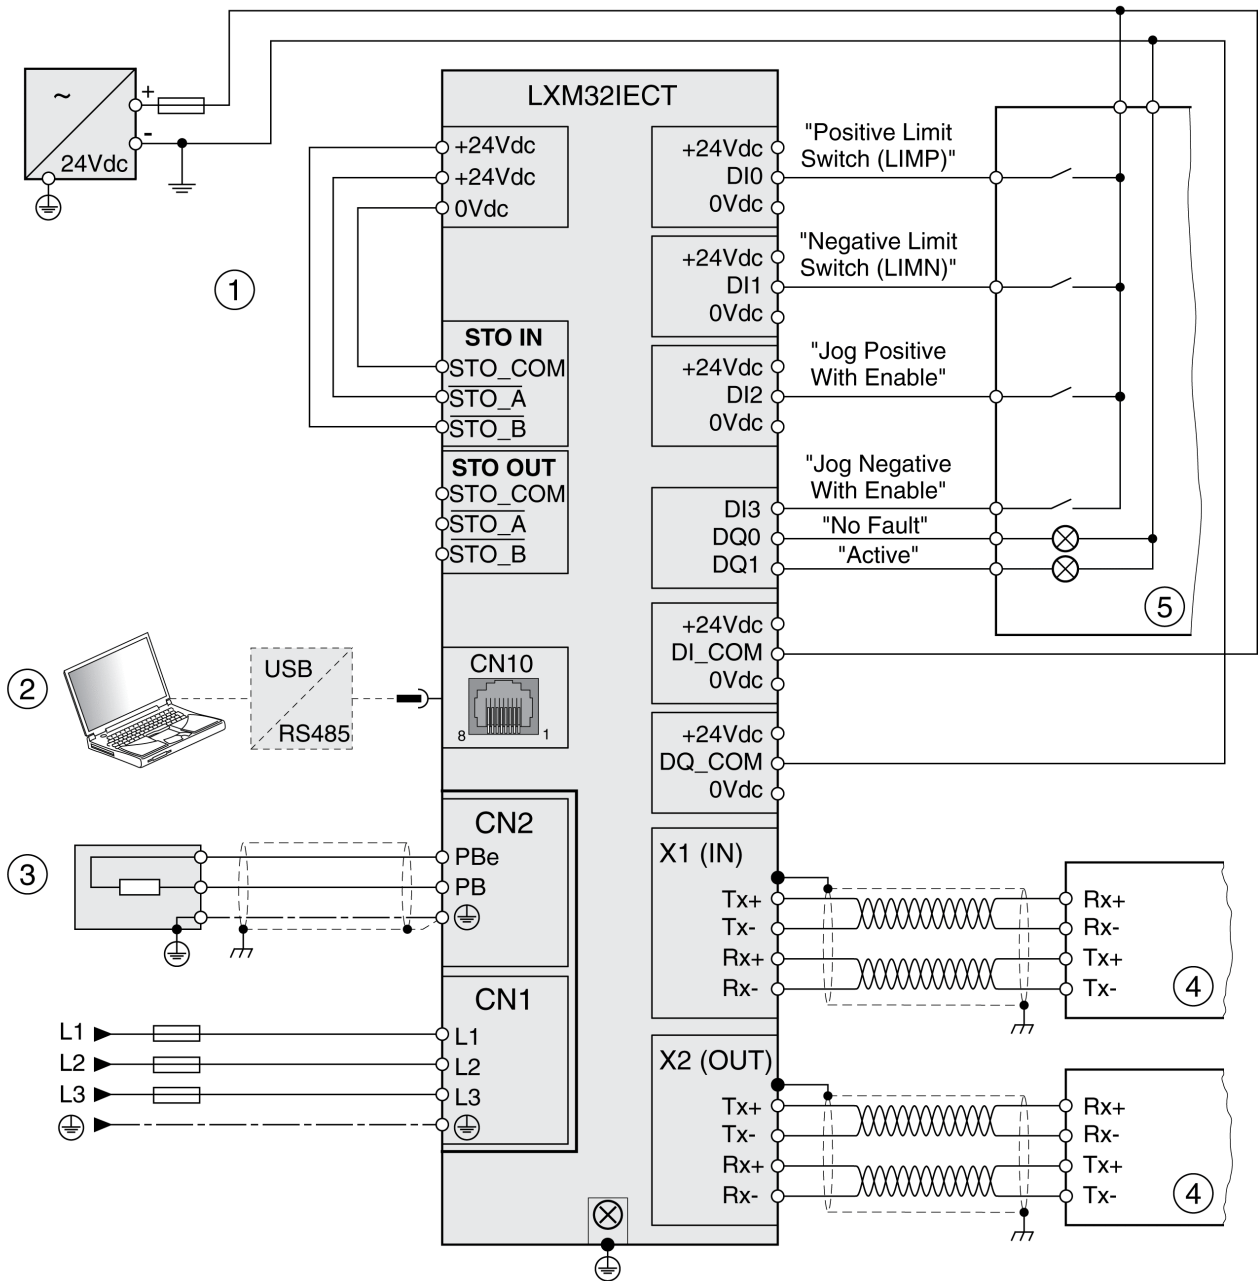 LXM32IECT
~
24Vdc
+
-
+24Vdc
+24Vdc
0Vdc
1
STO IN
STO_COM
STO_A
STO_B
STO OUT
STO_COM
STO_A
STO_B
2
USB
RS485
CN10
8
1
3
CN2
PBe
PB
CN1
L1
L2
L3
L1
L2
L3
+24Vdc
DI0
0Vdc
"Positive Limit
Switch (LIMP)"
+24Vdc
DI1
0Vdc
"Negative Limit
Switch (LIMN)"
+24Vdc
DI2
0Vdc
"Jog Positive
With Enable"
"Jog Negative
With Enable"
DI3
DQ0
DQ1
"No Fault"
"Active"
5
+24Vdc
DI_COM
0Vdc
+24Vdc
DQ_COM
0Vdc
X1 (IN)
Tx+
Tx-
Rx+
Rx-
Rx+
Rx-
Tx+
Tx-
4
X2 (OUT)
Tx+
Tx-
Rx+
Rx-
Rx+
Rx-
Tx+
Tx-
4